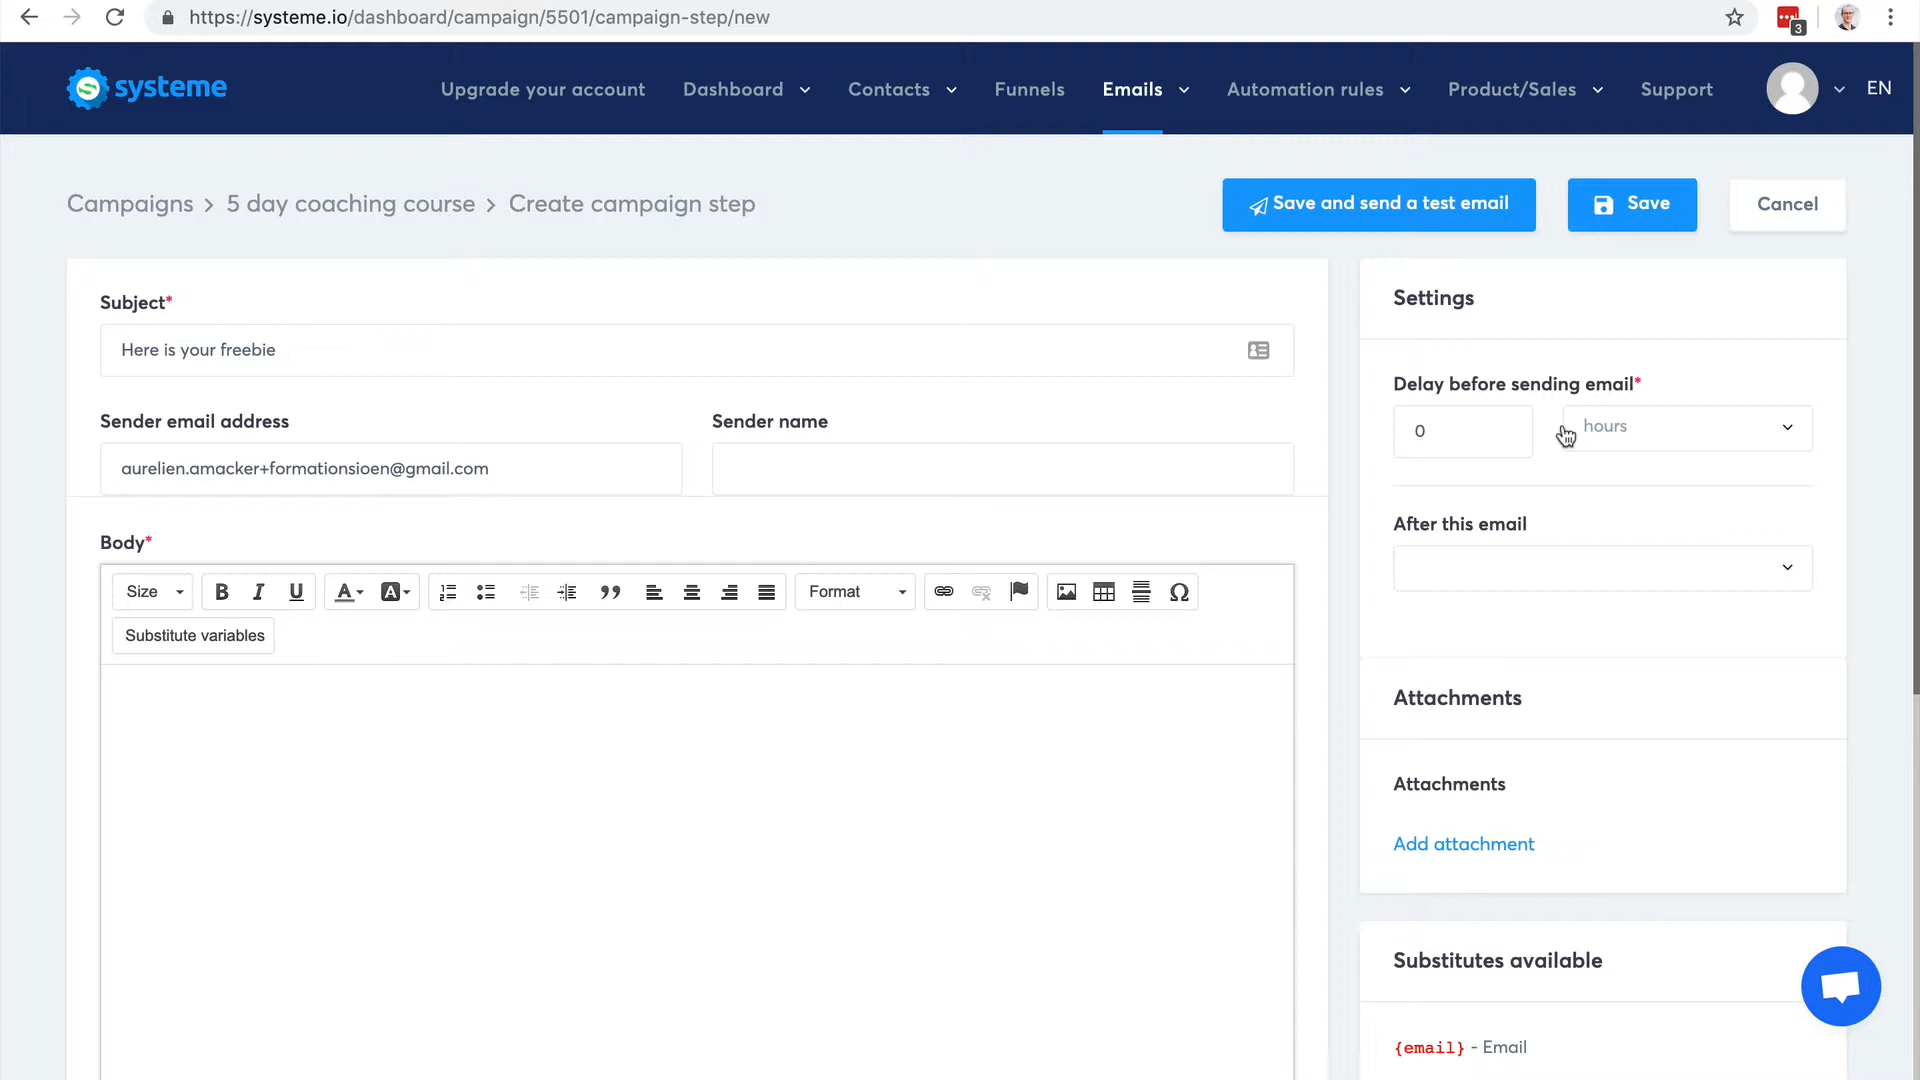 https://systeme.io/dashboard/campaign/5501/campaign-step/new
3
systeme
Upgrade your account
Dashboard
Contacts
Funnels
Emails
Automation rules
Product/Sales
Support
EN
Campaigns > 5 day coaching course > Create campaign step
Save and send a test email
Save
Cancel
Subject*
Here is your freebie
Sender email address
Sender name
aurelien.amacker+formationsioen@gmail.com
Body*
Size
B I U
A
A
Format
Ω
Substitute variables
Settings
Delay before sending email*
0
hours
After this email
Attachments
Attachments
Add attachment
Substitutes available
{email} - Email